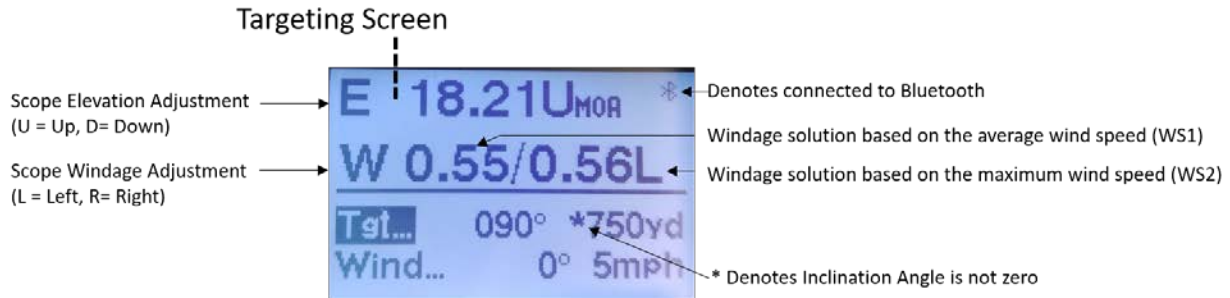 Targeting Screen
Scope Elevation Adjustment
(U = Up, D= Down)
E 18.21UMOA
Denotes connected to Bluetooth
Windage solution based on the average wind speed (WS1)
Scope Windage Adjustment
(L = Left, R= Right)
W 0.55/0.56L
Windage solution based on the maximum wind speed (WS2)
Tgt... 090° *750yd
Wind... 0° 5mph
* Denotes Inclination Angle is not zero